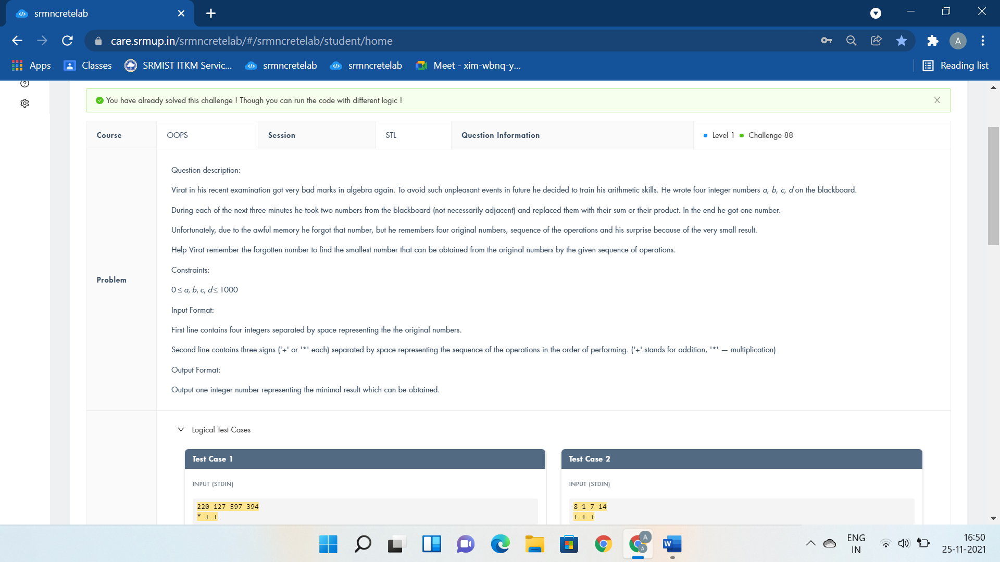 srmncretelab
care.srmup.in/srmncretelab/#/srmncretelab/student/home
A
Apps
Classes
SRMIST ITKM Servic...
srmncretelab
srmncretelab
Meet - xim-wbnq-y...
Reading list
You have already solved this challenge ! Though you can run the code with different logic !
Course OOPS Session STL Question Information Level 1 Challenge 88
Problem
Question description:
Virat in his recent examination got very bad marks in algebra again. To avoid such unpleasant events in future he decided to train his arithmetic skills. He wrote four integer numbers a, b, c, d on the blackboard.
During each of the next three minutes he took two numbers from the blackboard (not necessarily adjacent) and replaced them with their sum or their product. In the end he got one number.
Unfortunately, due to the awful memory he forgot that number, but he remembers four original numbers, sequence of the operations and his surprise because of the very small result.
Help Virat remember the forgotten number to find the smallest number that can be obtained from the original numbers by the given sequence of operations.
Constraints:
0 ≤ a, b, c, d ≤ 1000
Input Format:
First line contains four integers separated by space representing the the original numbers.
Second line contains three signs ('+' or '*' each) separated by space representing the sequence of the operations in the order of performing. ('+' stands for addition, '*' — multiplication)
Output Format:
Output one integer number representing the minimal result which can be obtained.
Logical Test Cases
Test Case 1
INPUT (STDIN)
220 127 597 394
* + +
Test Case 2
INPUT (STDIN)
8 1 7 14
+ + +
A
A
W
ENG
IN
16:50
25-11-2021